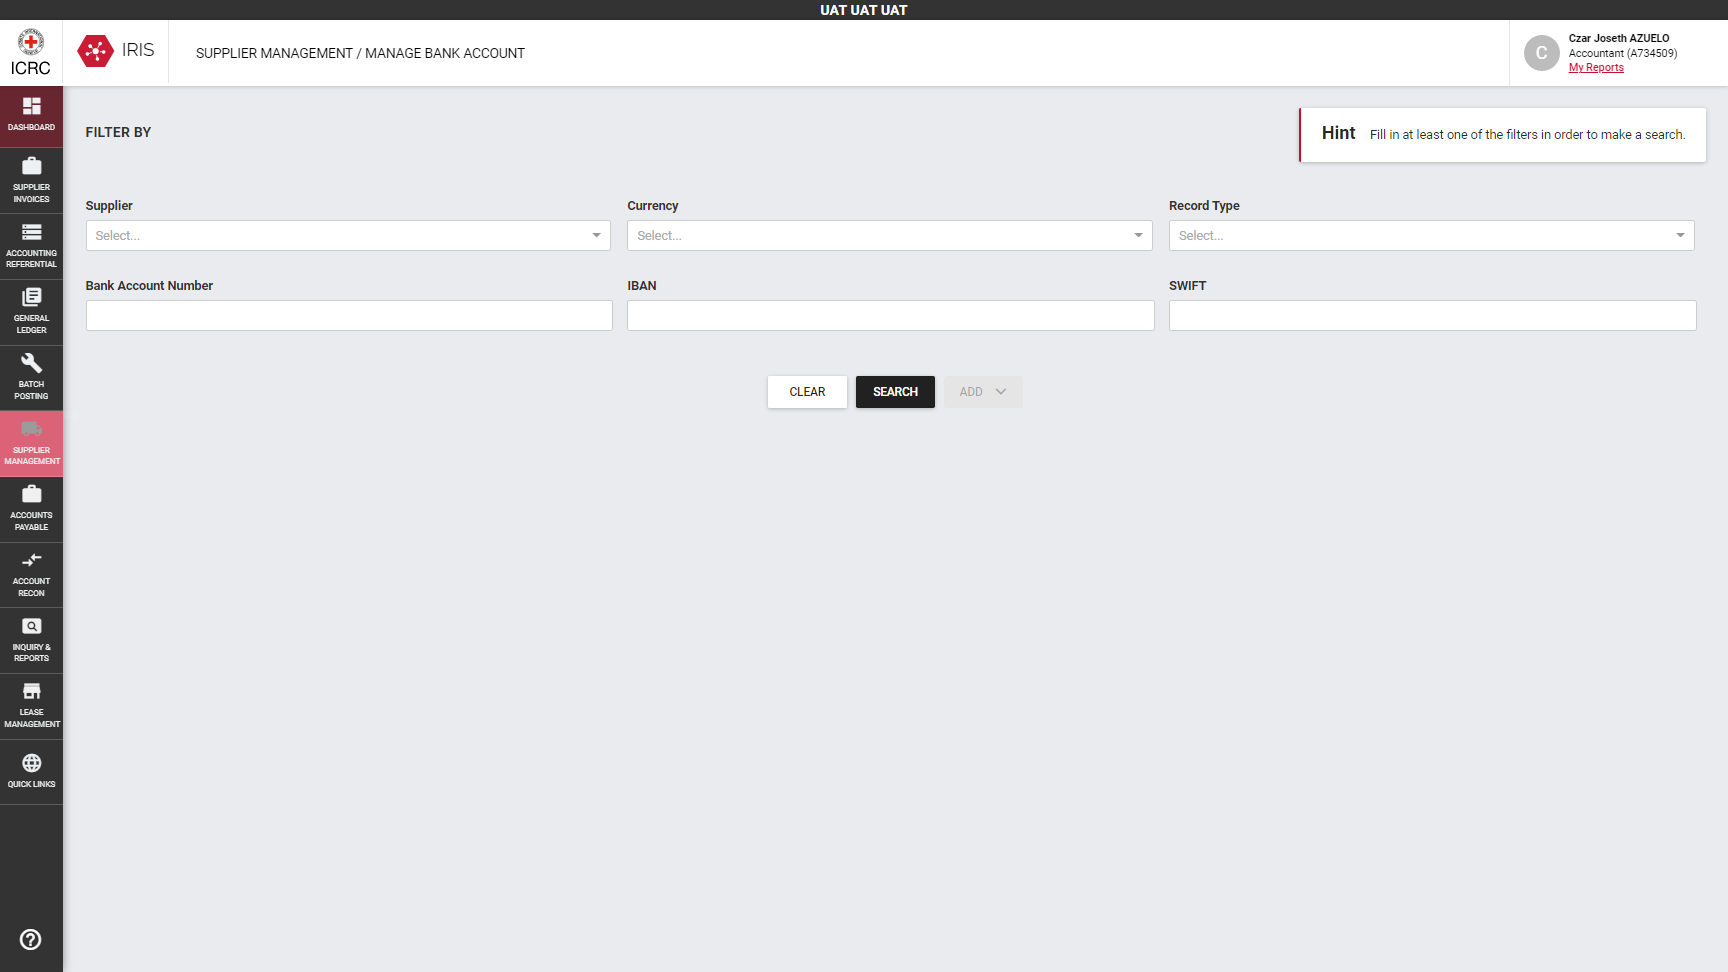 UAT UAT UAT
ICRC
IRIS
SUPPLIER MANAGEMENT / MANAGE BANK ACCOUNT
C
Czar Joseth AZUELO
Accountant (A734509)
My Reports
DASHBOARD
SUPPLIER
INVOICES
ACCOUNTING
REFERENTIAL
GENERAL
LEDGER
BATCH
POSTING
SUPPLIER
MANAGEMENT
ACCOUNTS
PAYABLE
ACCOUNT
RECON
INQUIRY &
REPORTS
LEASE
MANAGEMENT
QUICK LINKS
FILTER BY
Hint Fill in at least one of the filters in order to make a search.
Supplier
Select...
Currency
Select...
Record Type
Select...
Bank Account Number
IBAN
SWIFT
CLEAR
SEARCH
ADD